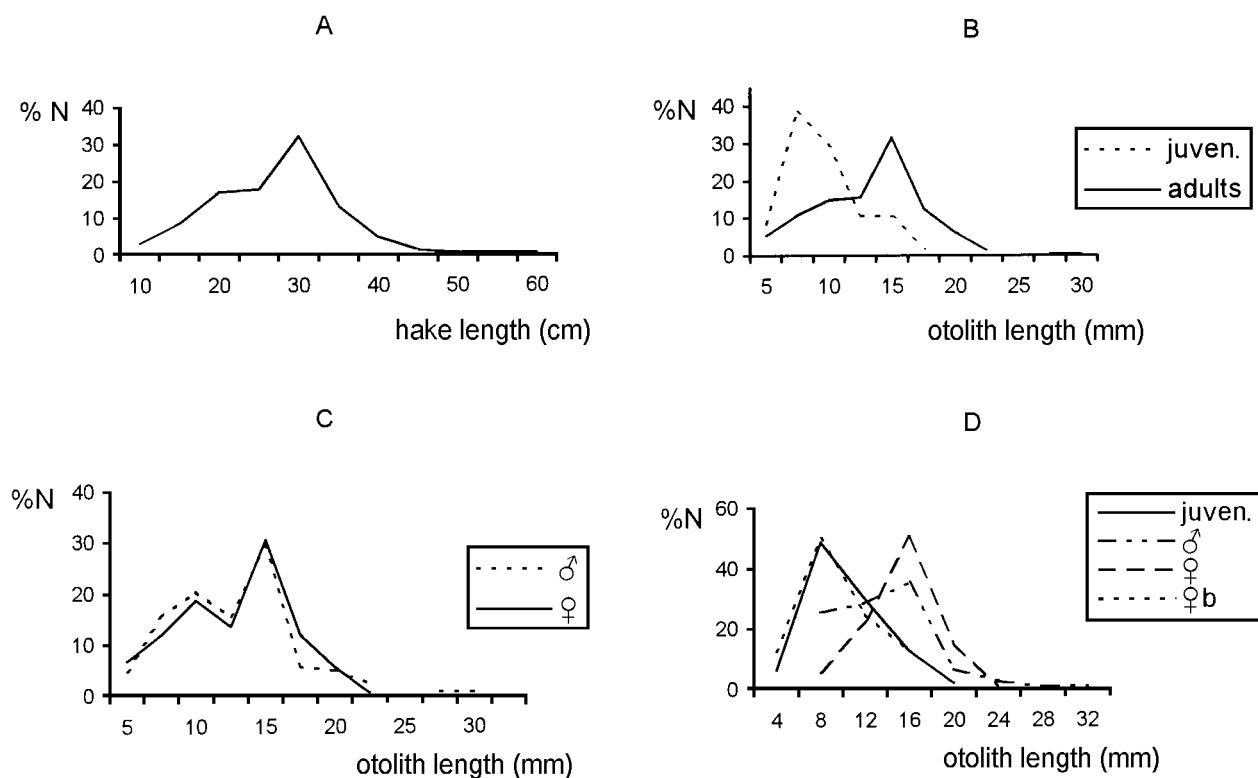 A
% N
40
30
20
10
0
10 20 30 40 50 60
hake length (cm)
B
%N
40
30
20
10
0
5 10 15 20 25 30
otolith length (mm)
juven.
adults
C
%N
40
30
20
10
0
5 10 15 20 25 30
otolith length (mm)
♂
♀
D
%N
60
40
20
0
4 8 12 16 20 24 28 32
otolith length (mm)
juven.
♂
♀
♀b